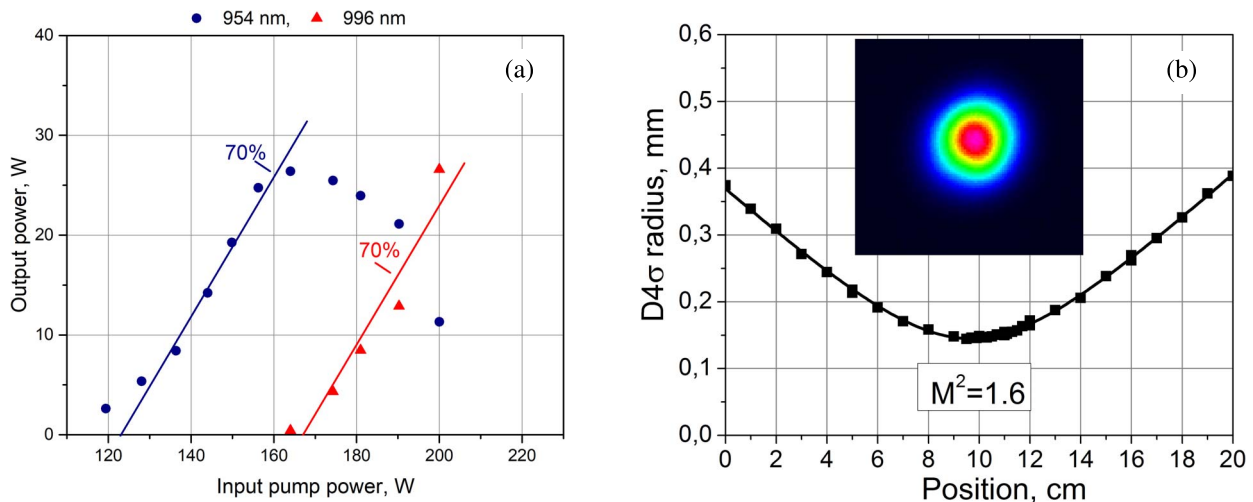 954 nm, 996 nm
(a)
40
30
20
10
0
Output power, W
70%
70%
120 140 160 180 200 220
Input pump power, W
(b)
0,6
0,5
0,4
0,3
0,2
0,1
0,0
D4σ radius, mm
M²=1.6
0 2 4 6 8 10 12 14 16 18 20
Position, cm